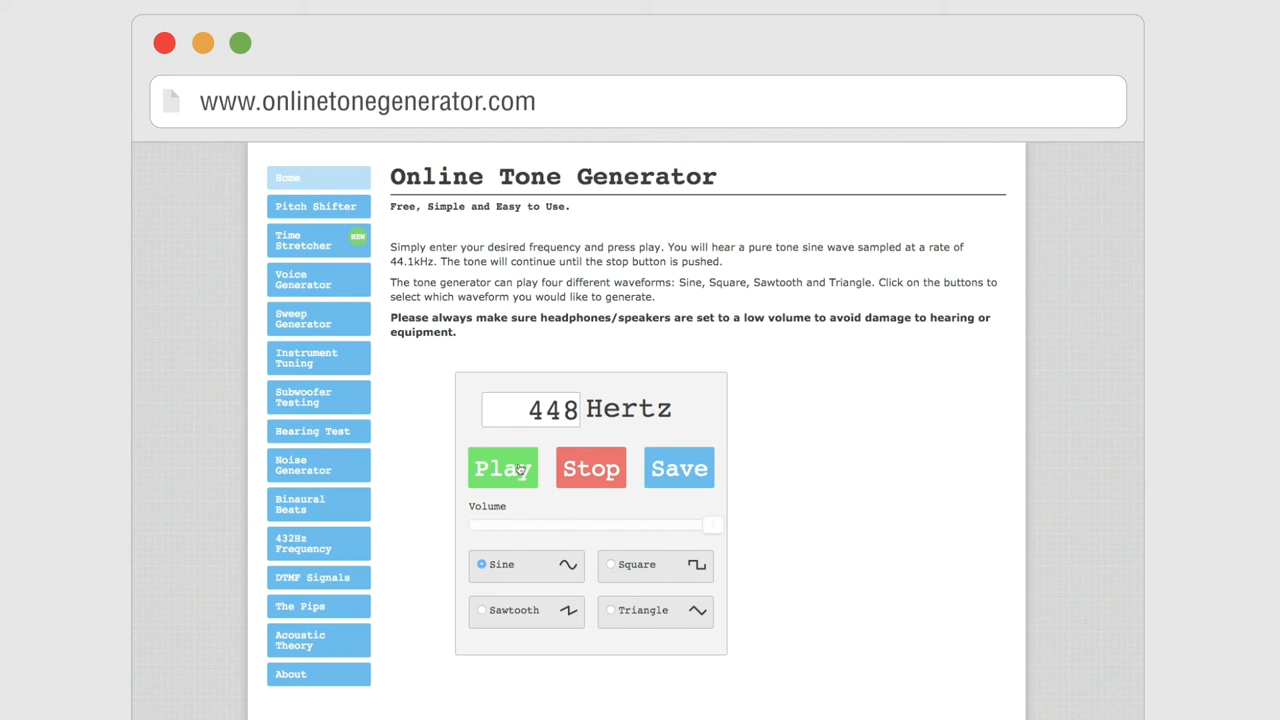 www.onlinetonegenerator.com
Home
Pitch Shifter
Time
Stretcher
NEW
Voice
Generator
Sweep
Generator
Instrument
Tuning
Subwoofer
Testing
Hearing Test
Noise
Generator
Binaural
Beats
432Hz
Frequency
DTMF Signals
The Pips
Acoustic
Theory
About
Online Tone Generator
Free, Simple and Easy to Use.
Simply enter your desired frequency and press play. You will hear a pure tone sine wave sampled at a rate of
44.1kHz. The tone will continue until the stop button is pushed.
The tone generator can play four different waveforms: Sine, Square, Sawtooth and Triangle. Click on the buttons to
select which waveform you would like to generate.
Please always make sure headphones/speakers are set to a low volume to avoid damage to hearing or
equipment.
448 Hertz
Play Stop Save
Volume
Sine Square
Sawtooth Triangle